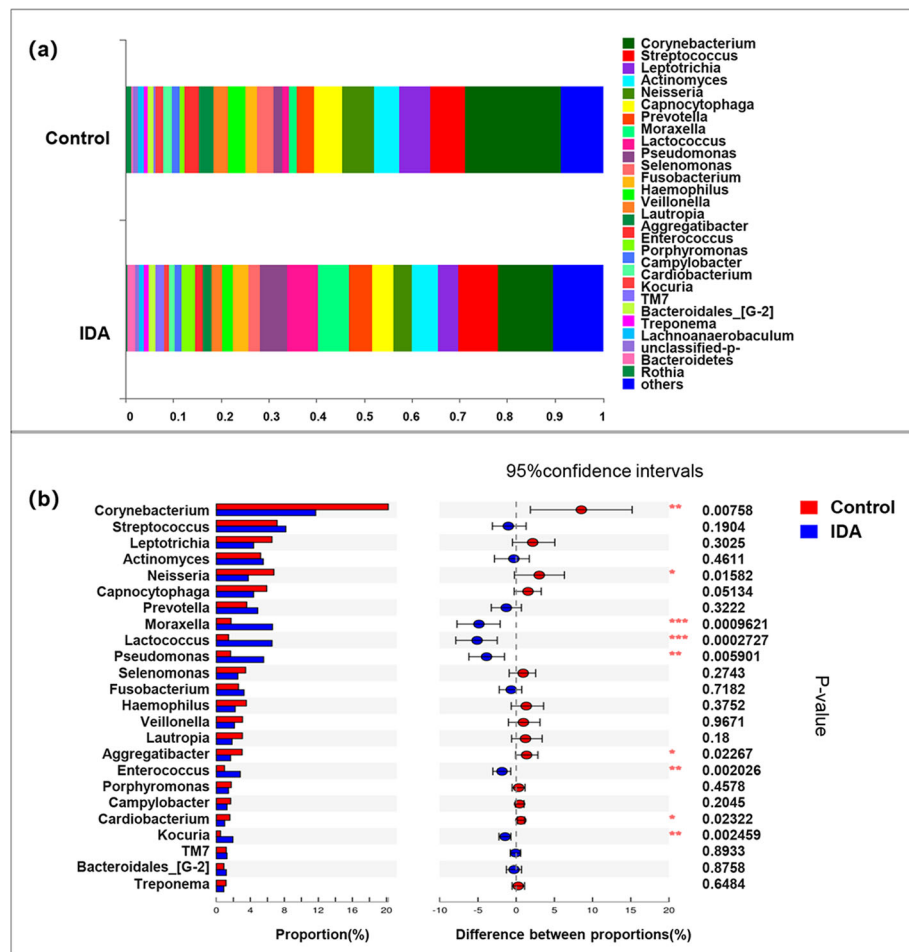 (a)
Control
IDA
0 0.1 0.2 0.3 0.4 0.5 0.6 0.7 0.8 0.9 1
Corynebacterium
Streptococcus
Leptotrichia
Actinomyces
Neisseria
Capnocytophaga
Prevotella
Moraxella
Lactococcus
Pseudomonas
Selenomonas
Fusobacterium
Haemophilus
Veillonella
Lautropia
Aggregatibacter
Enterococcus
Porphyromonas
Campylobacter
Cardiobacterium
Kocuria
TM7
Bacteroidales_[G-2]
Treponema
Lachnoanaerobaculum
unclassified-p-
Bacteroidetes
Rothia
others
(b)
95%confidence intervals
Control
IDA
Corynebacterium ** 0.00758
Streptococcus 0.1904
Leptotrichia 0.3025
Actinomyces 0.4611
Neisseria * 0.01582
Capnocytophaga 0.05134
Prevotella 0.3222
Moraxella *** 0.0009621
Lactococcus *** 0.0002727
Pseudomonas ** 0.005901
Selenomonas 0.2743
Fusobacterium 0.7182
Haemophilus 0.3752
Veillonella 0.9671
Lautropia 0.18
Aggregatibacter * 0.02267
Enterococcus ** 0.002026
Porphyromonas 0.4578
Campylobacter 0.2045
Cardiobacterium * 0.02322
Kocuria ** 0.002459
TM7 0.8933
Bacteroidales_[G-2] 0.8758
Treponema 0.6484
P-value
0 4 8 12 16 20
-10 -5 0 5 10 15
Proportion(%)
Difference between proportions(%)